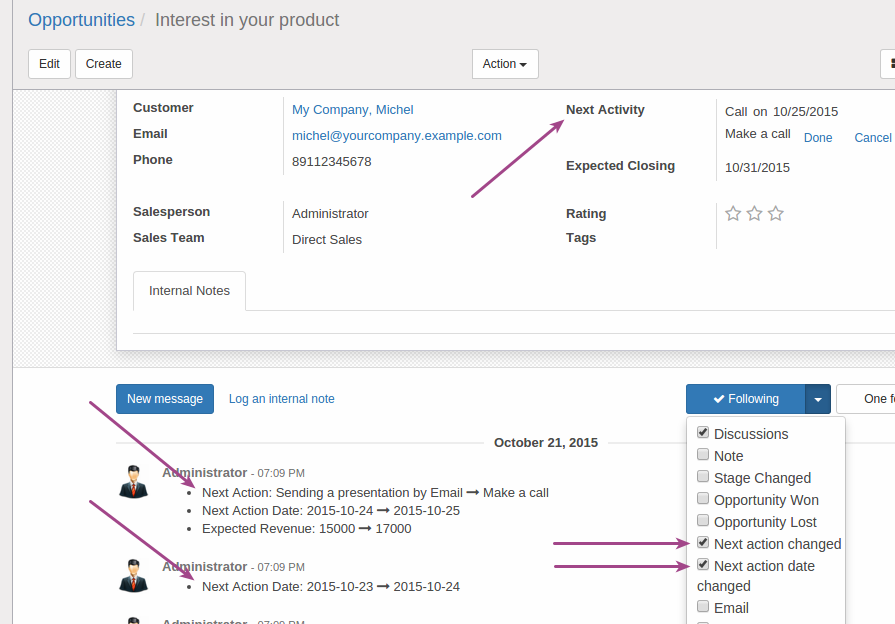 Opportunities / Interest in your product
Edit Create Action
Customer My Company, Michel
Email michel@yourcompany.example.com
Phone 89112345678
Next Activity Call on 10/25/2015
Make a call Done Cancel
Expected Closing 10/31/2015
Salesperson Administrator
Sales Team Direct Sales
Rating
Tags
Internal Notes
New message Log an internal note Following One
October 21, 2015
Administrator - 07:09 PM
Next Action: Sending a presentation by Email → Make a call
Next Action Date: 2015-10-24 → 2015-10-25
Expected Revenue: 15000 → 17000
Administrator - 07:09 PM
Next Action Date: 2015-10-23 → 2015-10-24
Administrator - 07:09 PM
Discussions
Note
Stage Changed
Opportunity Won
Opportunity Lost
Next action changed
Next action date
changed
Email